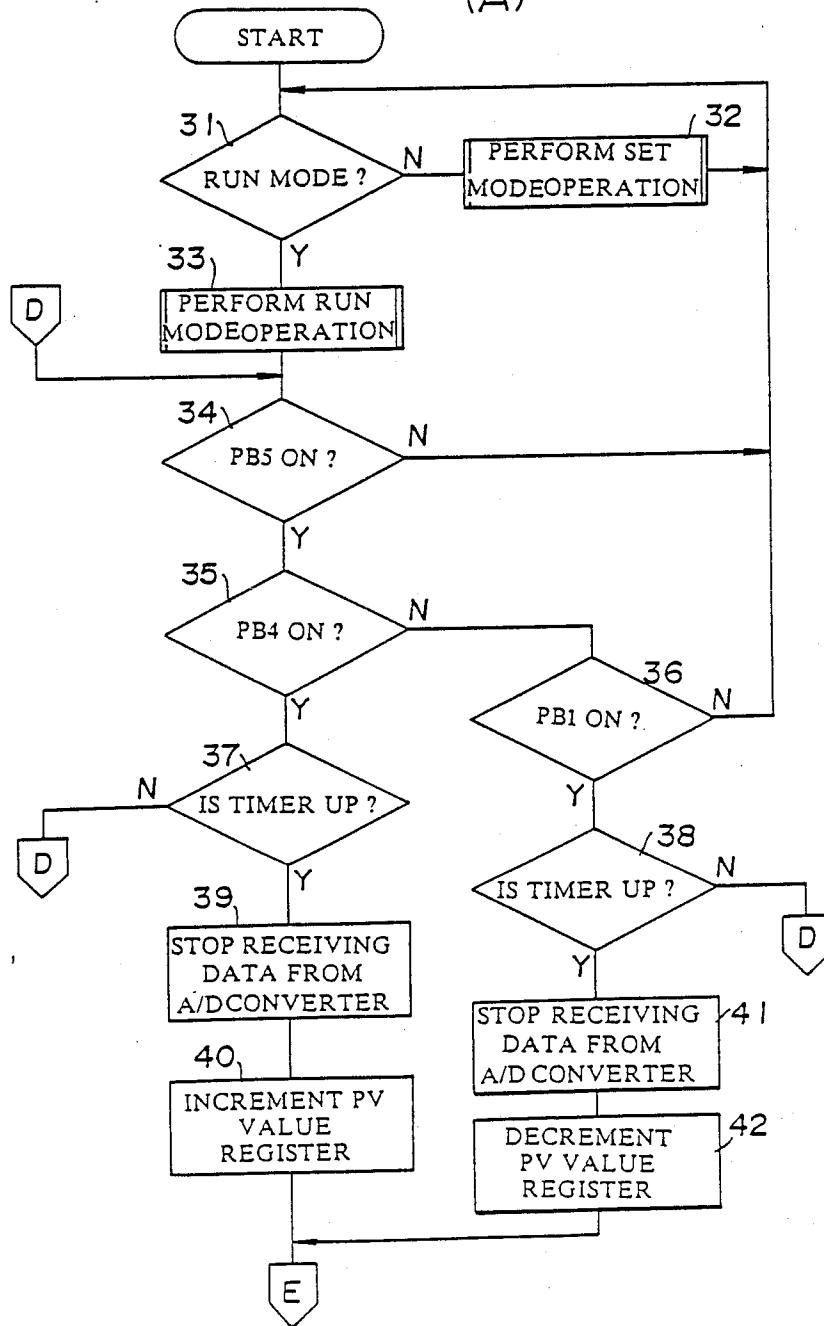 (A)
START
31
RUN MODE ?
N
32
PERFORM SET
MODEOPERATION
Y
33
PERFORM RUN
MODEOPERATION
D
34
PB5 ON ?
N
Y
35
PB4 ON ?
N
36
PB1 ON ?
N
Y
37
IS TIMER UP ?
N
D
Y
Y
38
IS TIMER UP ?
N
D
Y
39
STOP RECEIVING
DATA FROM
A/DCONVERTER
41
STOP RECEIVING
DATA FROM
A/D CONVERTER
40
INCREMENT PV
VALUE
REGISTER
42
DECREMENT
PV VALUE
REGISTER
E